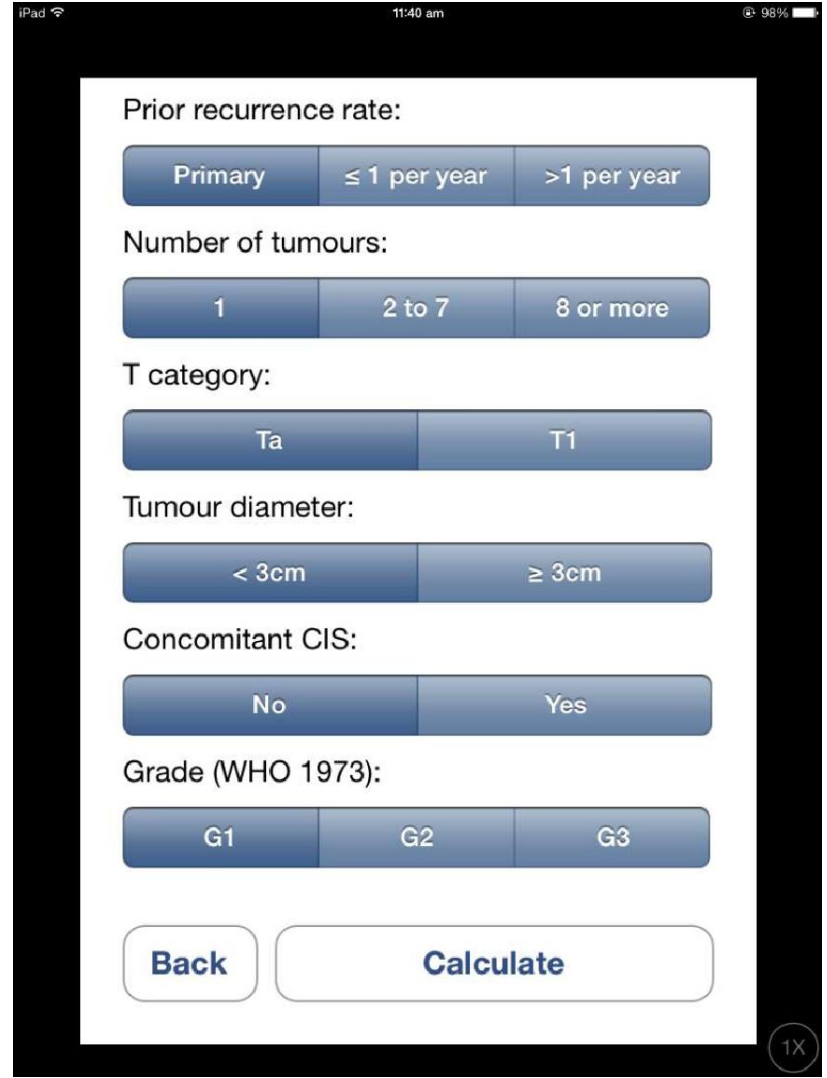 iPad 11:40 am 98%
Prior recurrence rate:
Primary ≤ 1 per year >1 per year
Number of tumours:
1 2 to 7 8 or more
T category:
Ta T1
Tumour diameter:
< 3cm ≥ 3cm
Concomitant CIS:
No Yes
Grade (WHO 1973):
G1 G2 G3
Back Calculate
1X